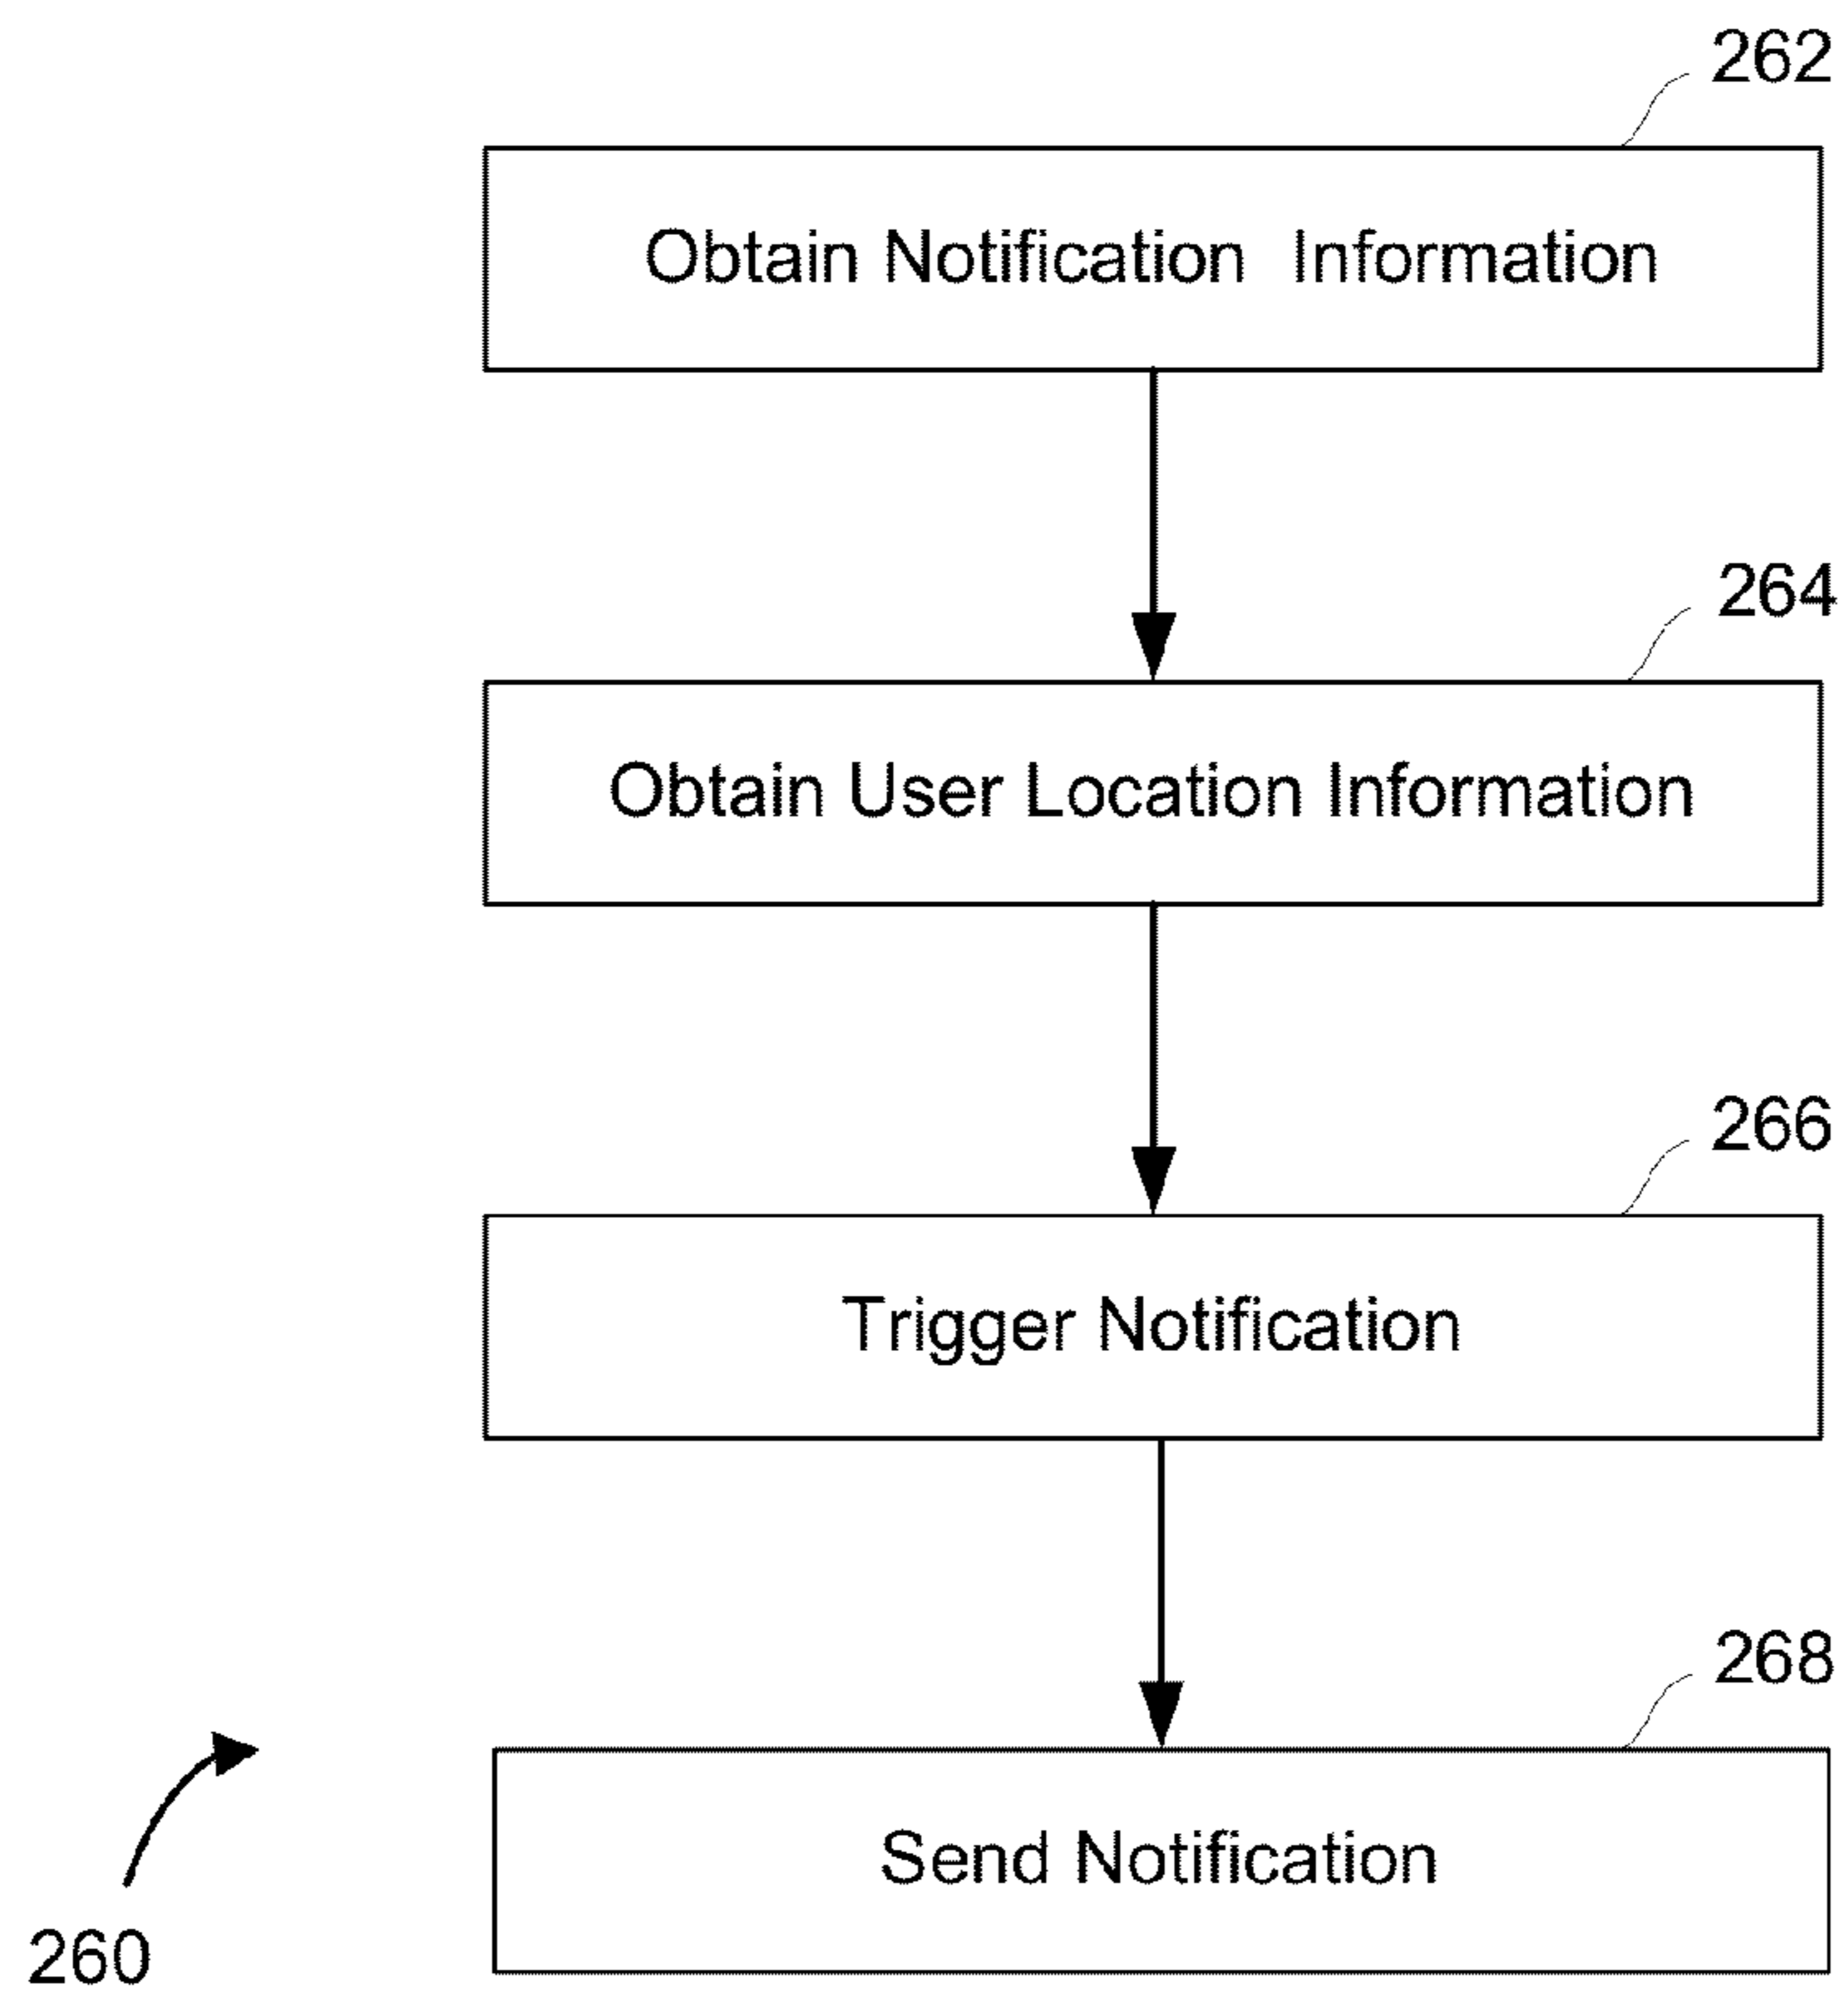 262
Obtain Notification Information
264
Obtain User Location Information
266
Trigger Notification
268
Send Notification
260